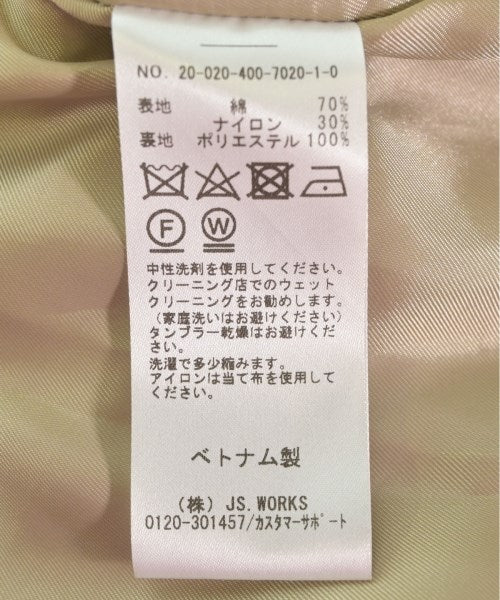 NO. 20-020-400-7020-1-0
表地 綿 70%
ナイロン 30%
裏地 ポリエステル 100%
F W
中性洗剤を使用してください。
クリーニング店でのウェット
クリーニングをお勧めします。
(家庭洗いはお避けください)
タンブラー乾燥はお避けくださ
い。
洗濯で多少縮みます。
アイロンは当て布を使用して
ください。
ベトナム製
(株) JS.WORKS
0120-301457/カスタマーサポート